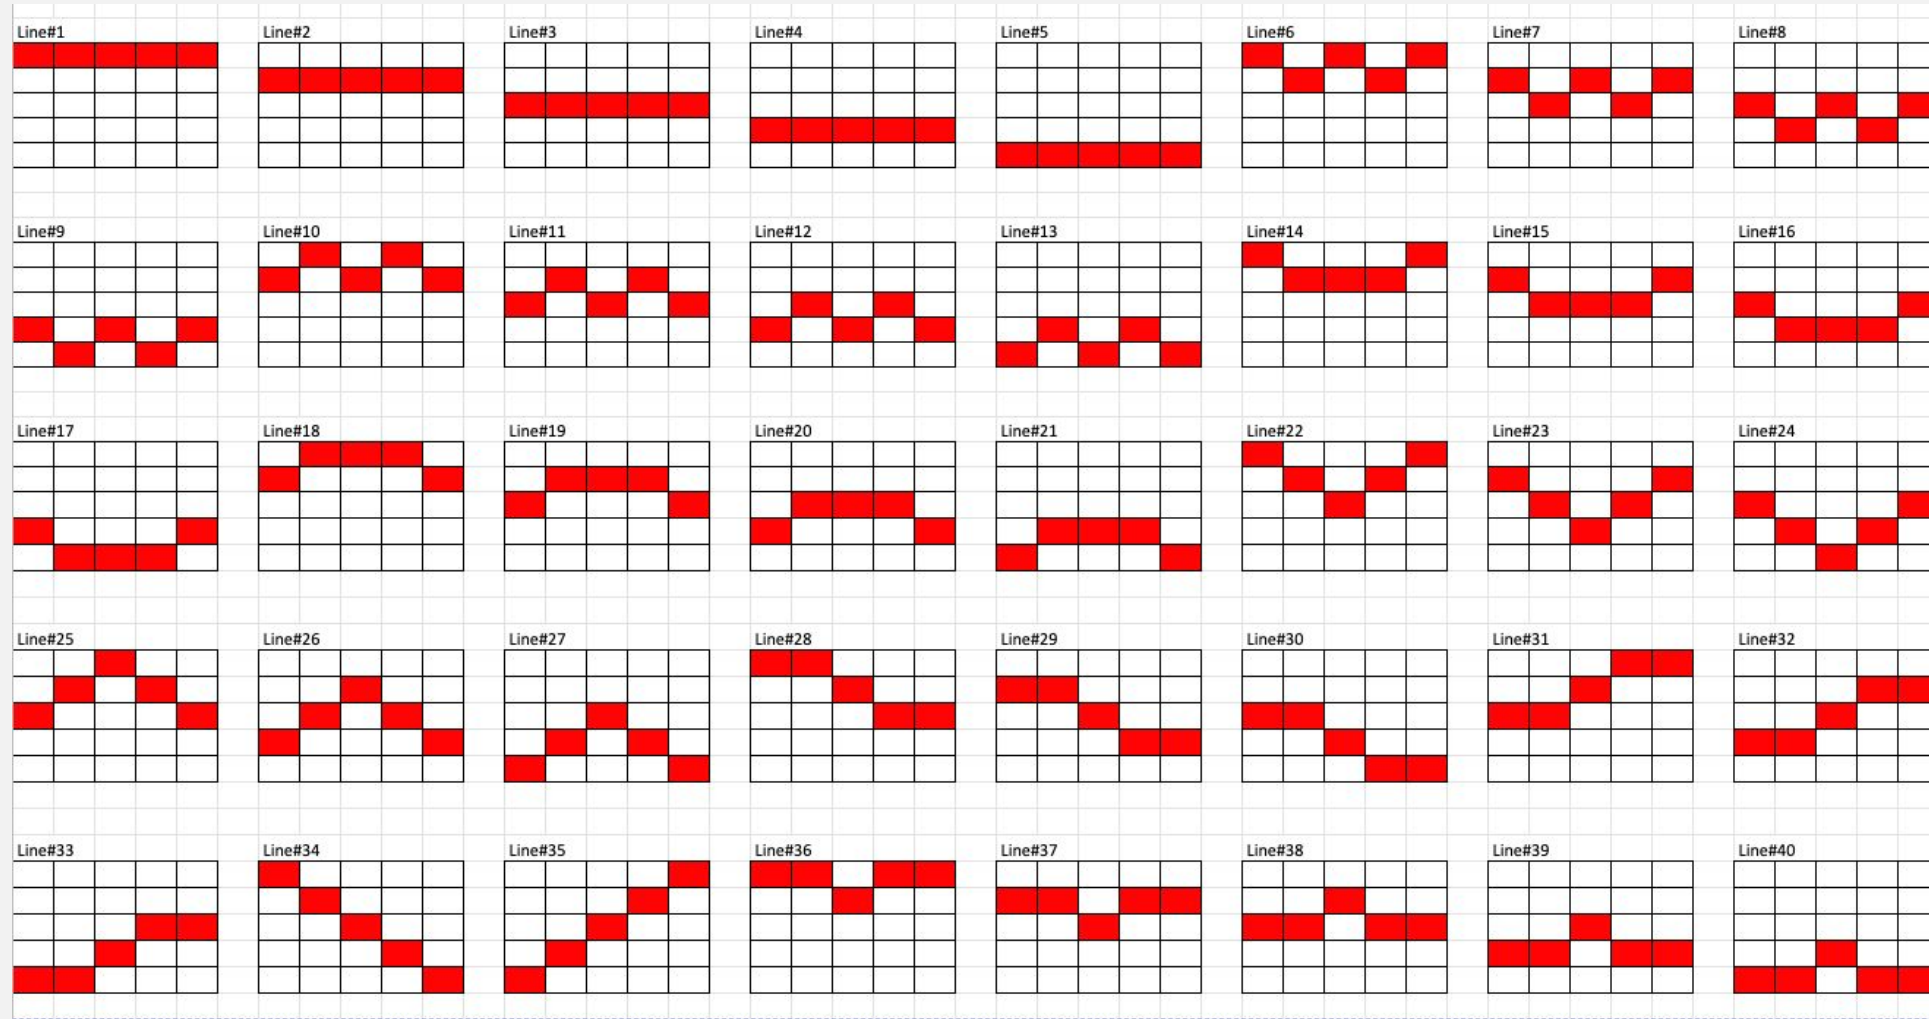 Line#1 Line#2 Line#3 Line#4 Line#5 Line#6 Line#7 Line#8
Line#9 Line#10 Line#11 Line#12 Line#13 Line#14 Line#15 Line#16
Line#17 Line#18 Line#19 Line#20 Line#21 Line#22 Line#23 Line#24
Line#25 Line#26 Line#27 Line#28 Line#29 Line#30 Line#31 Line#32
Line#33 Line#34 Line#35 Line#36 Line#37 Line#38 Line#39 Line#40